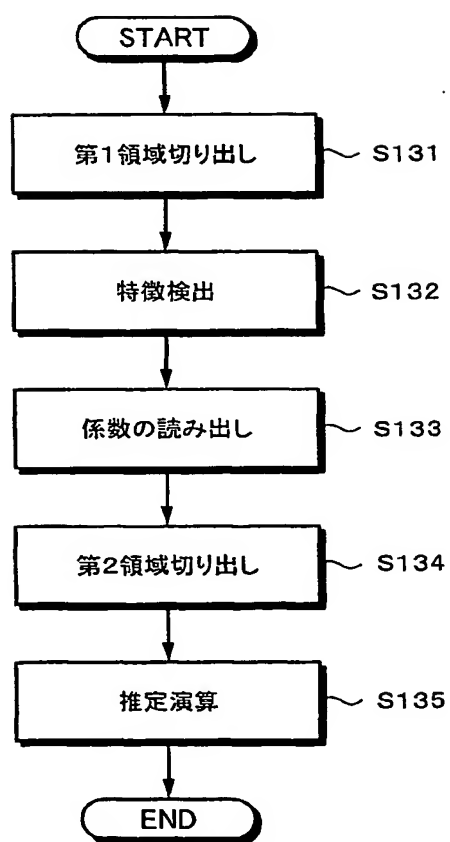 START
第1領域切り出し
S131
特徴検出
S132
係数の読み出し
S133
第2領域切り出し
S134
推定演算
S135
END